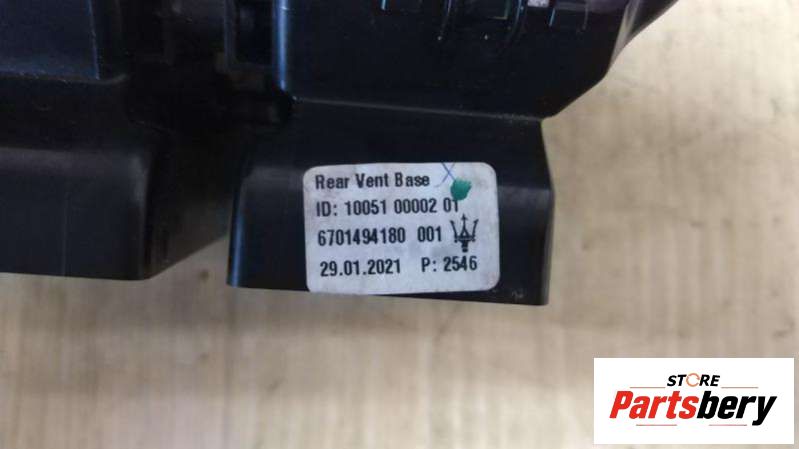 Rear Vent Base
ID: 10051 00002 01
6701494180 001
29.01.2021 P: 2546
STORE
Partsbery